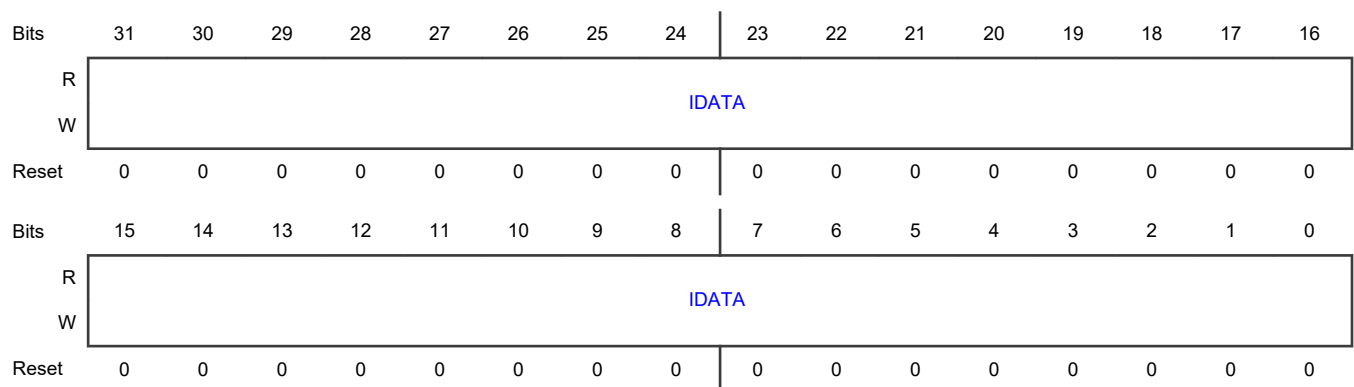 Bits 31 30 29 28 27 26 25 24 23 22 21 20 19 18 17 16
R
IDATA
W
Reset 0 0 0 0 0 0 0 0 0 0 0 0 0 0 0 0
Bits 15 14 13 12 11 10 9 8 7 6 5 4 3 2 1 0
R
IDATA
W
Reset 0 0 0 0 0 0 0 0 0 0 0 0 0 0 0 0